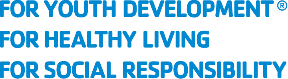 FOR YOUTH DEVELOPMENT®
FOR HEALTHY LIVING
FOR SOCIAL RESPONSIBILITY